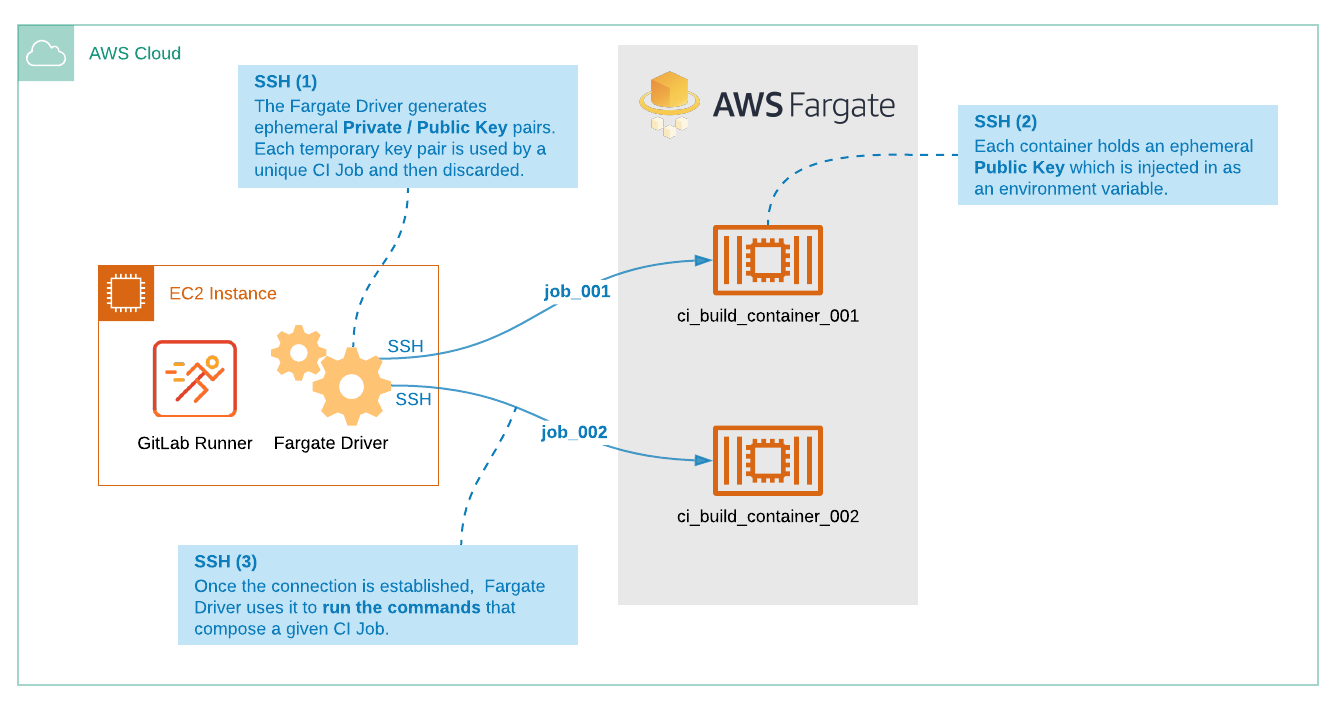 AWS Cloud
SSH (1)
The Fargate Driver generates
ephemeral Private / Public Key pairs.
Each temporary key pair is used by a
unique CI Job and then discarded.
AWS Fargate
SSH (2)
Each container holds an ephemeral
Public Key which is injected in as
an environment variable.
EC2 Instance
GitLab Runner
Fargate Driver
SSH
SSH
job_001
job_002
ci_build_container_001
ci_build_container_002
SSH (3)
Once the connection is established,  Fargate
Driver uses it to run the commands that
compose a given CI Job.